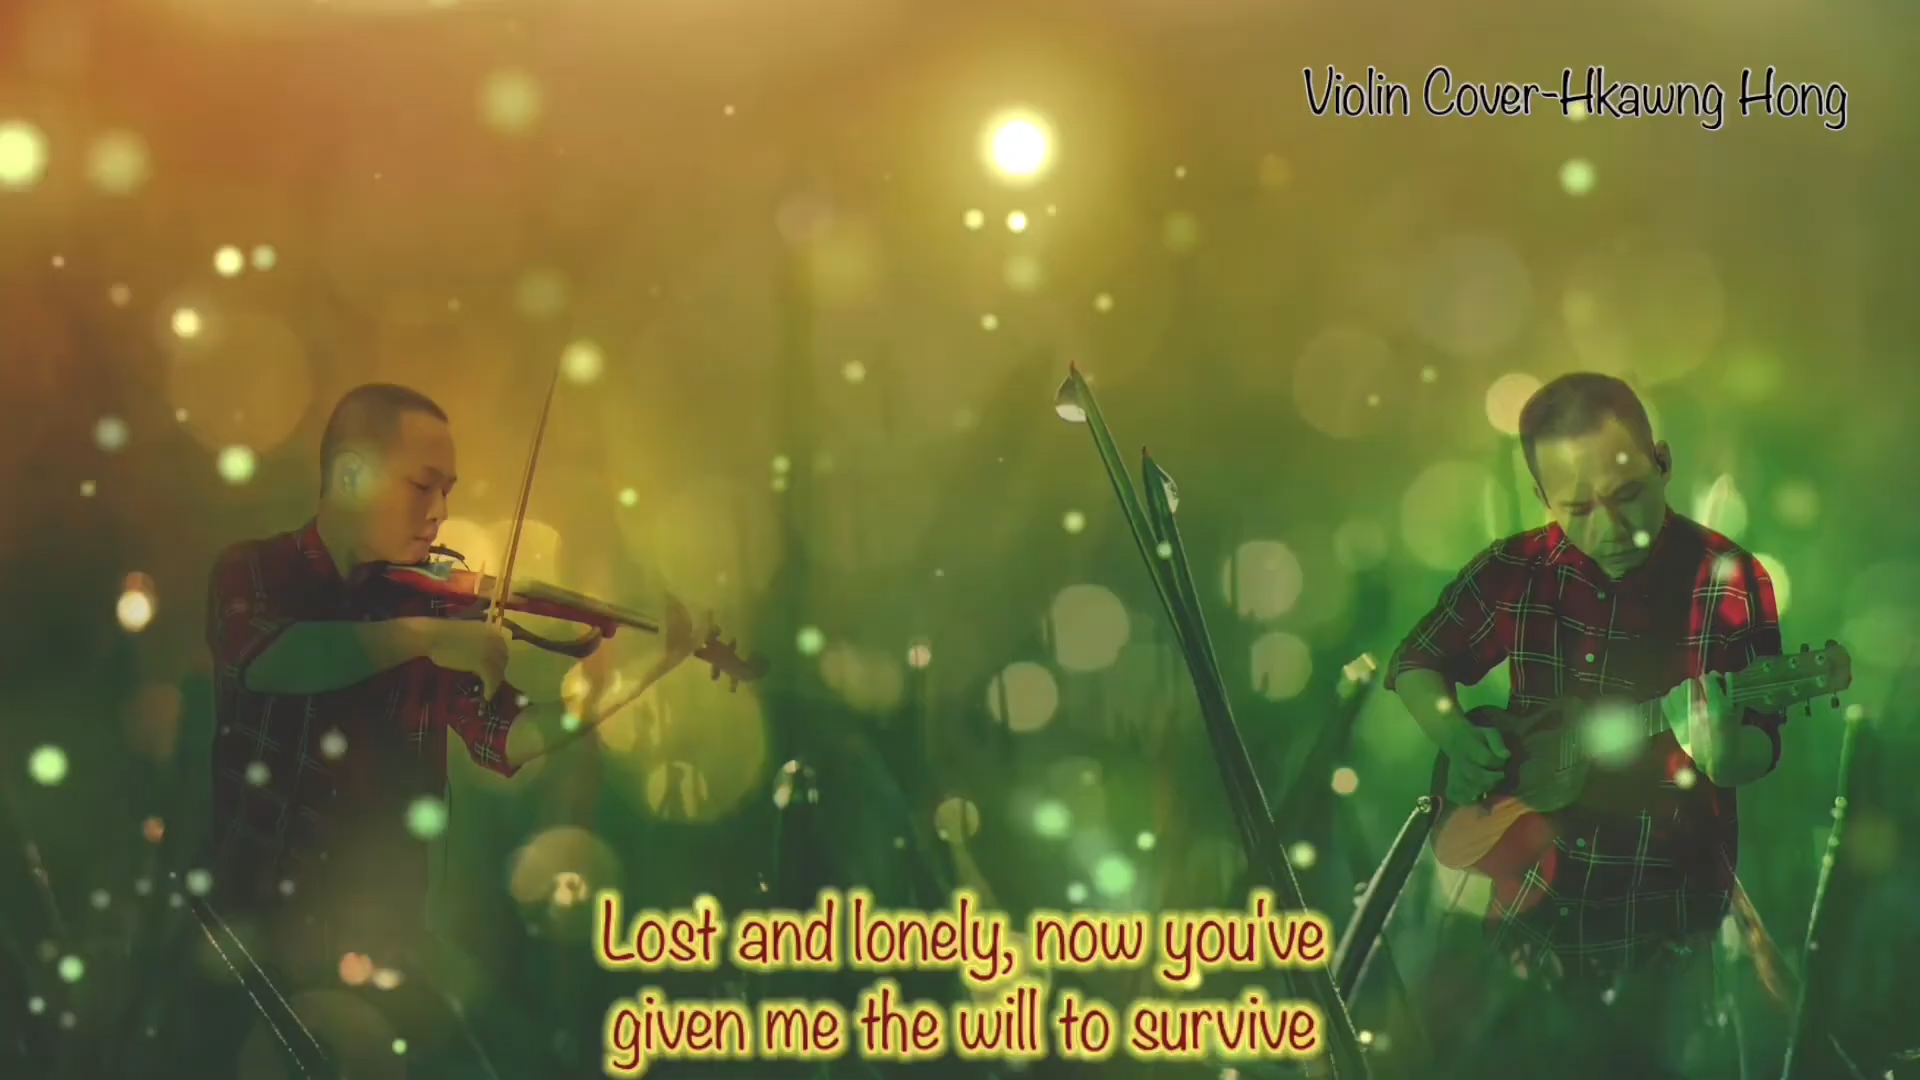 Violin Cover-Hkawng Hong
Lost and lonely, now you've
given me the will to survive